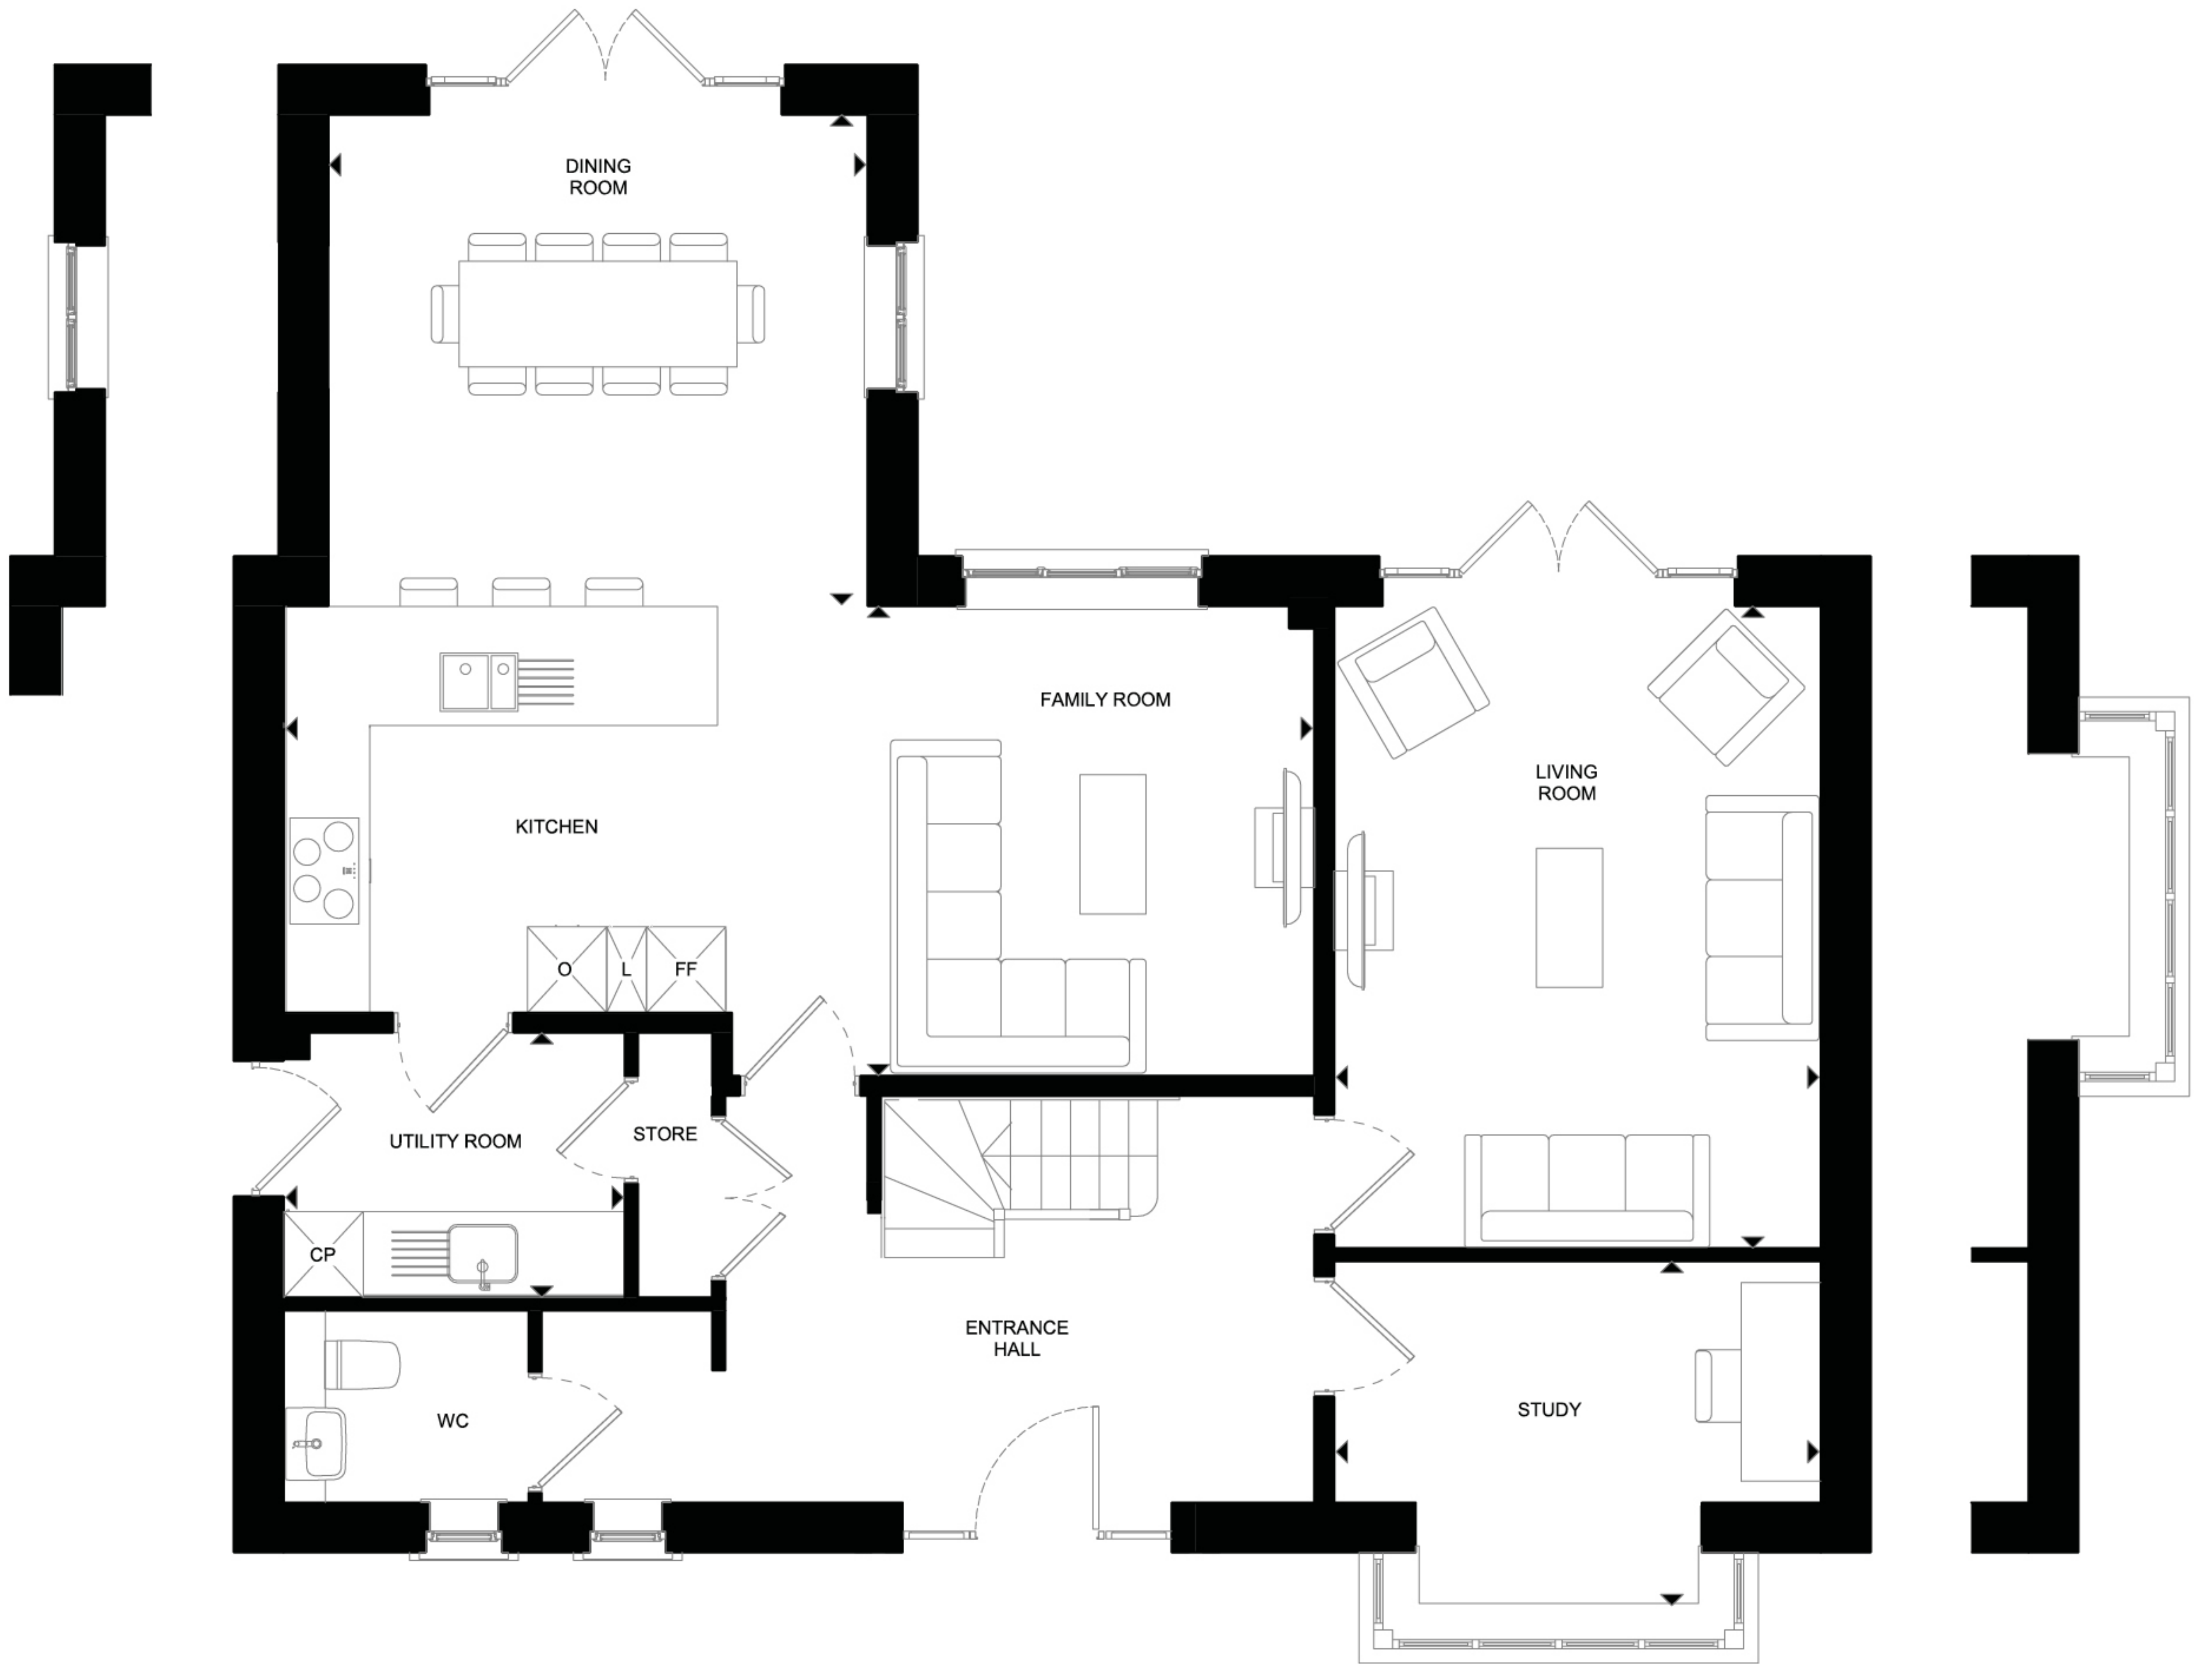 DINING
ROOM
FAMILY ROOM
LIVING
ROOM
KITCHEN
O
L
FF
UTILITY ROOM
STORE
CP
ENTRANCE
HALL
STUDY
WC